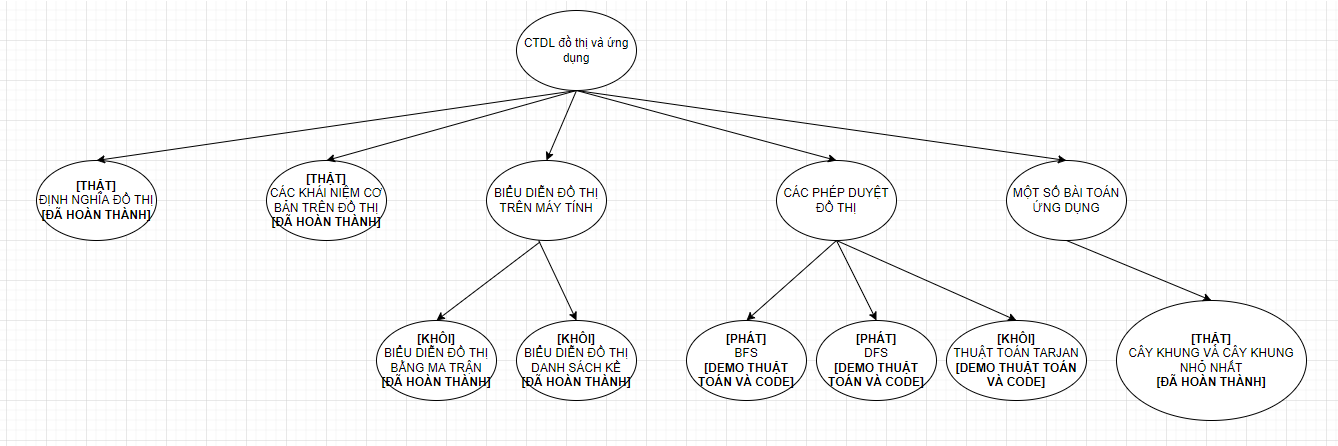 CTDL đồ thị và ứng
dụng
[THẬT]
ĐỊNH NGHĨA ĐỒ THỊ
[ĐÃ HOÀN THÀNH]
[THẬT]
CÁC KHÁI NIỆM CƠ
BẢN TRÊN ĐỒ THỊ
[ĐÃ HOÀN THÀNH]
BIỂU DIỄN ĐỒ THỊ
TRÊN MÁY TÍNH
CÁC PHÉP DUYỆT
ĐỒ THỊ
MỘT SỐ BÀI TOÁN
ỨNG DỤNG
[KHÔI]
BIỂU DIỄN ĐỒ THỊ
BẰNG MA TRẬN
[ĐÃ HOÀN THÀNH]
[KHÔI]
BIỂU DIỄN ĐỒ THỊ
DANH SÁCH KỀ
[ĐÃ HOÀN THÀNH]
[PHÁT]
BFS
[DEMO THUẬT
TOÁN VÀ CODE]
[PHÁT]
DFS
[DEMO THUẬT
TOÁN VÀ CODE]
[KHÔI]
THUẬT TOÁN TARJAN
[DEMO THUẬT TOÁN
VÀ CODE]
[THẬT]
CÂY KHUNG VÀ CÂY KHUNG
NHỎ NHẤT
[ĐÃ HOÀN THÀNH]